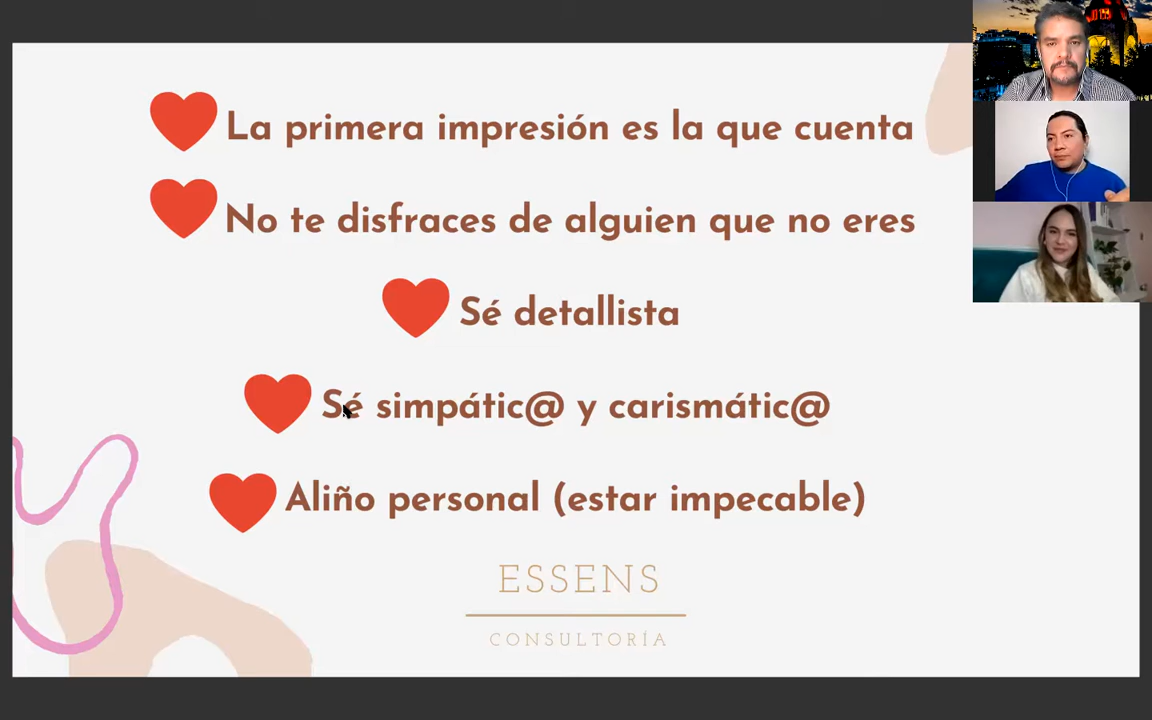 La primera impresión es la que cuenta
No te disfraces de alguien que no eres
Sé detallista
Sé simpátic@ y carismátic@
Aliño personal (estar impecable)
ESSENS
CONSULTORÍA